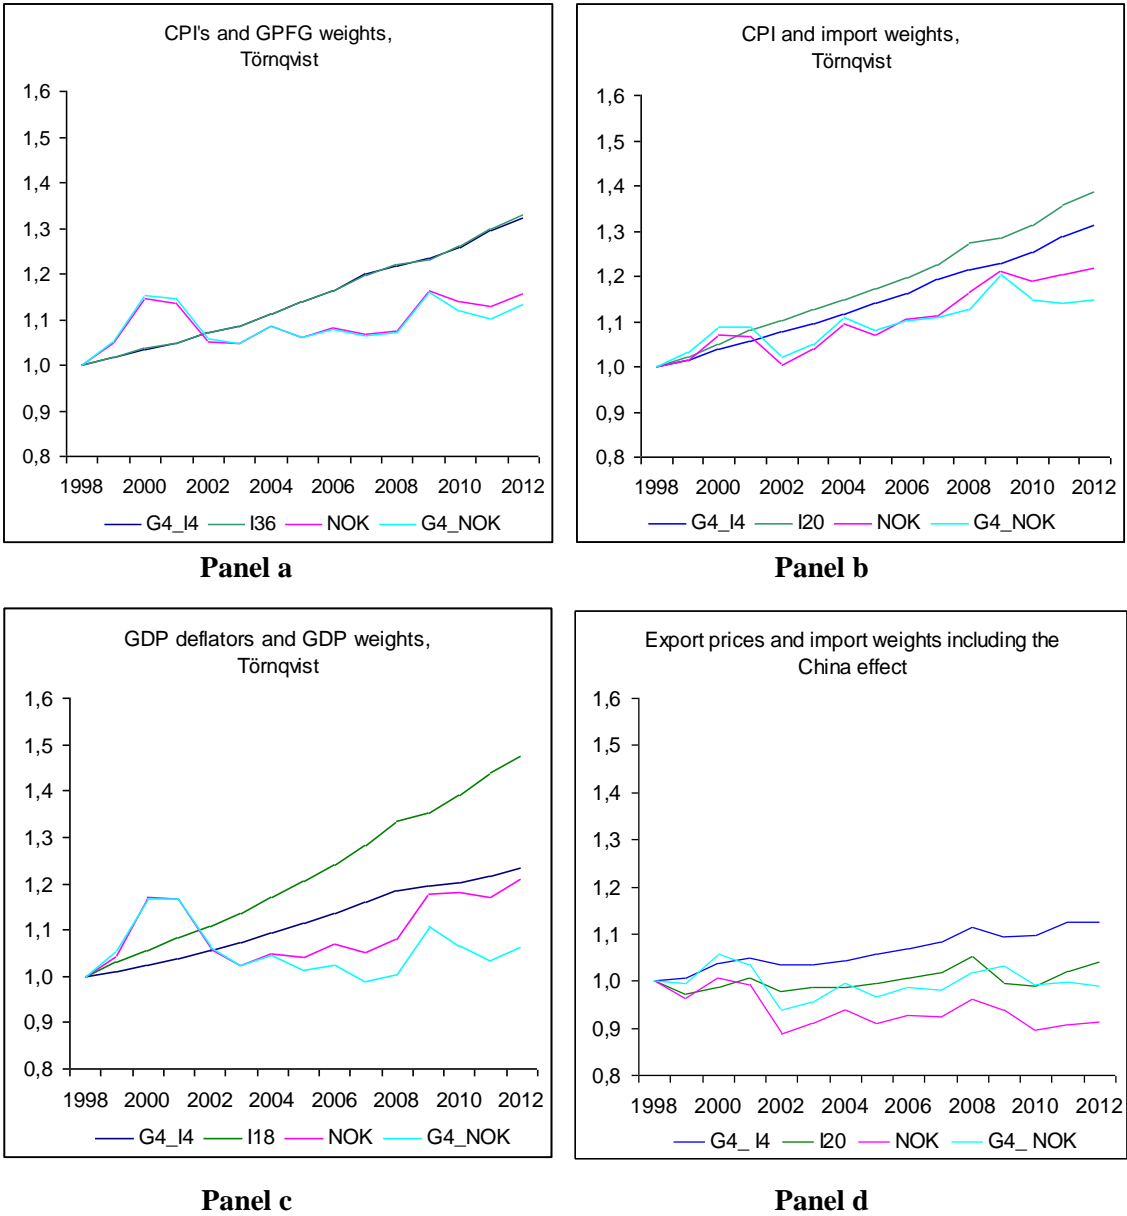 CPI's and GPFG weights,
Törnqvist
1,6
1,5
1,4
1,3
1,2
1,1
1,0
0,9
0,8
1998 2000 2002 2004 2006 2008 2010 2012
G4_I4 I36 NOK G4_NOK
Panel a
CPI and import weights,
Törnqvist
1,6
1,5
1,4
1,3
1,2
1,1
1,0
0,9
0,8
1998 2000 2002 2004 2006 2008 2010 2012
G4_I4 I20 NOK G4_NOK
Panel b
GDP deflators and GDP weights,
Törnqvist
1,6
1,5
1,4
1,3
1,2
1,1
1,0
0,9
0,8
1998 2000 2002 2004 2006 2008 2010 2012
G4_I4 I18 NOK G4_NOK
Panel c
Export prices and import weights including the
China effect
1,6
1,5
1,4
1,3
1,2
1,1
1,0
0,9
0,8
1998 2000 2002 2004 2006 2008 2010 2012
G4_ I4 I20 NOK G4_ NOK
Panel d